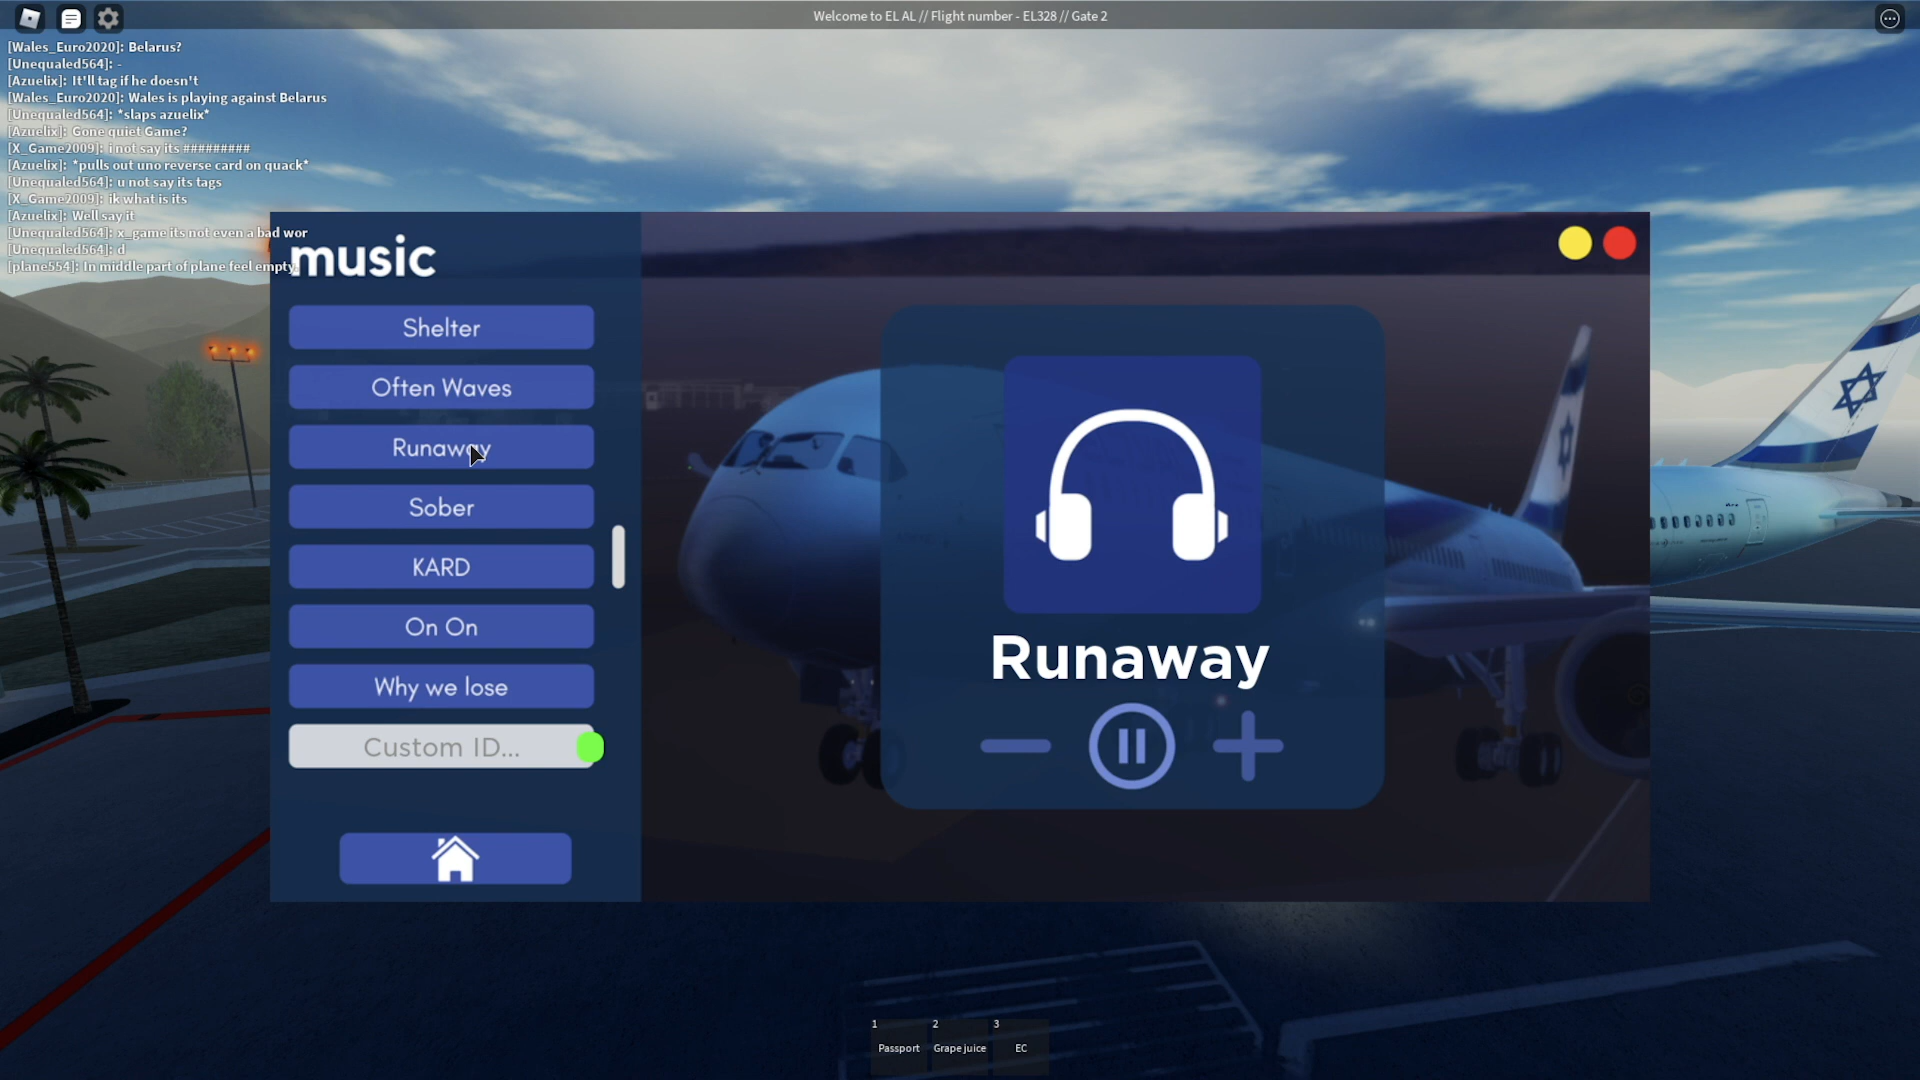 Welcome to EL AL // Flight number - EL328 // Gate 2
[Wales_Euro2020]: Belarus?
[Unequaled564]: -
[Azuelix]: It'll tag if he doesn't
[Wales_Euro2020]: Wales is playing against Belarus
[Unequaled564]: *slaps azuelix*
[Azuelix]: Gone quiet Game?
[X_Game2009]: i not say its #########
[Azuelix]: *pulls out uno reverse card on quack*
[Unequaled564]: u not say its tags
[X_Game2009]: ik what is its
[Azuelix]: Well say it
[Unequaled564]: x_game its not even a bad wor
[Unequaled564]: d
[plane554]: In middle part of plane feel empty.
music
Shelter
Often Waves
Runaway
Sober
KARD
On On
Why we lose
Custom ID...
Runaway
1
Passport
2
Grape juice
3
EC